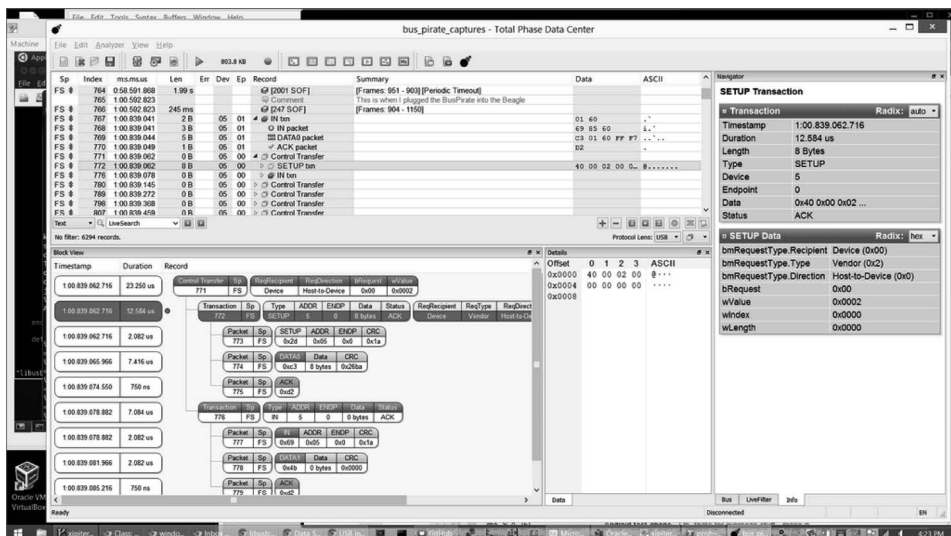 File Edit Tools Syntax Buffers Window Help
bus_pirate_captures - Total Phase Data Center
Machine
File Edit Analyzer View Help
803.8 KB
Sp Index m:s.ms.us Len Err Dev Ep Record Summary Data ASCII
FS 764 0:58.591.868 1.99 s [2001 SOF] [Frames: 951 - 903] [Periodic Timeout]
765 1:00.592.823 Comment This is when I plugged the BusPirate into the Beagle
FS 766 1:00.592.823 245 ms [247 SOF] [Frames: 904 - 1150]
FS 767 1:00.839.041 2 B 05 01 IN txn 01 60
FS 768 1:00.839.041 3 B 05 01 IN packet 69 85 60
FS 769 1:00.839.044 5 B 05 01 DATA0 packet C3 01 60 FF F7
FS 770 1:00.839.049 1 B 05 01 ACK packet D2
FS 771 1:00.839.062 0 B 05 00 Control Transfer
FS 772 1:00.839.062 8 B 05 00 SETUP txn 40 00 02 00 0… @.......
FS 776 1:00.839.078 0 B 05 00 IN txn
FS 780 1:00.839.145 0 B 05 00 Control Transfer
FS 789 1:00.839.272 0 B 05 00 Control Transfer
FS 798 1:00.839.368 0 B 05 00 Control Transfer
FS 807 1:00.839.459 0 B 05 00 Control Transfer
Text LiveSearch
No filter: 6294 records. Protocol Lens: USB
Block View
Timestamp Duration Record
1:00.839.062.716 23.250 us Control Transfer Sp ReqRecipient ReqDirection bRequest wValue
771 FS Device Host-to-Device 0x00 0x0002
1:00.839.062.716 12.584 us Transaction Sp Type ADDR ENDP Data Status ReqRecipient ReqType ReqDirect
772 FS SETUP 5 0 8 bytes ACK Device Vendor Host-to-De
1:00.839.062.716 2.082 us Packet Sp SETUP ADDR ENDP CRC
773 FS 0x2d 0x05 0x0 0x1a
1:00.839.065.966 7.416 us Packet Sp DATA0 Data CRC
774 FS 0xc3 8 bytes 0x26ba
1:00.839.074.550 750 ns Packet Sp ACK
775 FS 0xd2
1:00.839.078.882 7.084 us Transaction Sp Type ADDR ENDP Data Status
776 FS IN 5 0 0 bytes ACK
1:00.839.078.882 2.082 us Packet Sp IN ADDR ENDP CRC
777 FS 0x69 0x05 0x0 0x1a
1:00.839.081.966 2.082 us Packet Sp DATA1 Data CRC
778 FS 0x4b 0 bytes 0x0000
1:00.839.085.216 750 ns Packet Sp ACK
779 FS 0xd2
Ready
Details
Offset 0 1 2 3 ASCII
0x0000 40 00 02 00 @···
0x0004 00 00 00 00 ····
0x0008
Data
Navigator
SETUP Transaction
Transaction Radix: auto
Timestamp 1:00.839.062.716
Duration 12.584 us
Length 8 Bytes
Type SETUP
Device 5
Endpoint 0
Data 0x40 0x00 0x02 ...
Status ACK
SETUP Data Radix: hex
bmRequestType.Recipient Device (0x00)
bmRequestType.Type Vendor (0x2)
bmRequestType.Direction Host-to-Device (0x0)
bRequest 0x00
wValue 0x0002
wIndex 0x0000
wLength 0x0000
Bus LiveFilter Info
Disconnected EN
Oracle VM
VirtualBox
4:23 PM